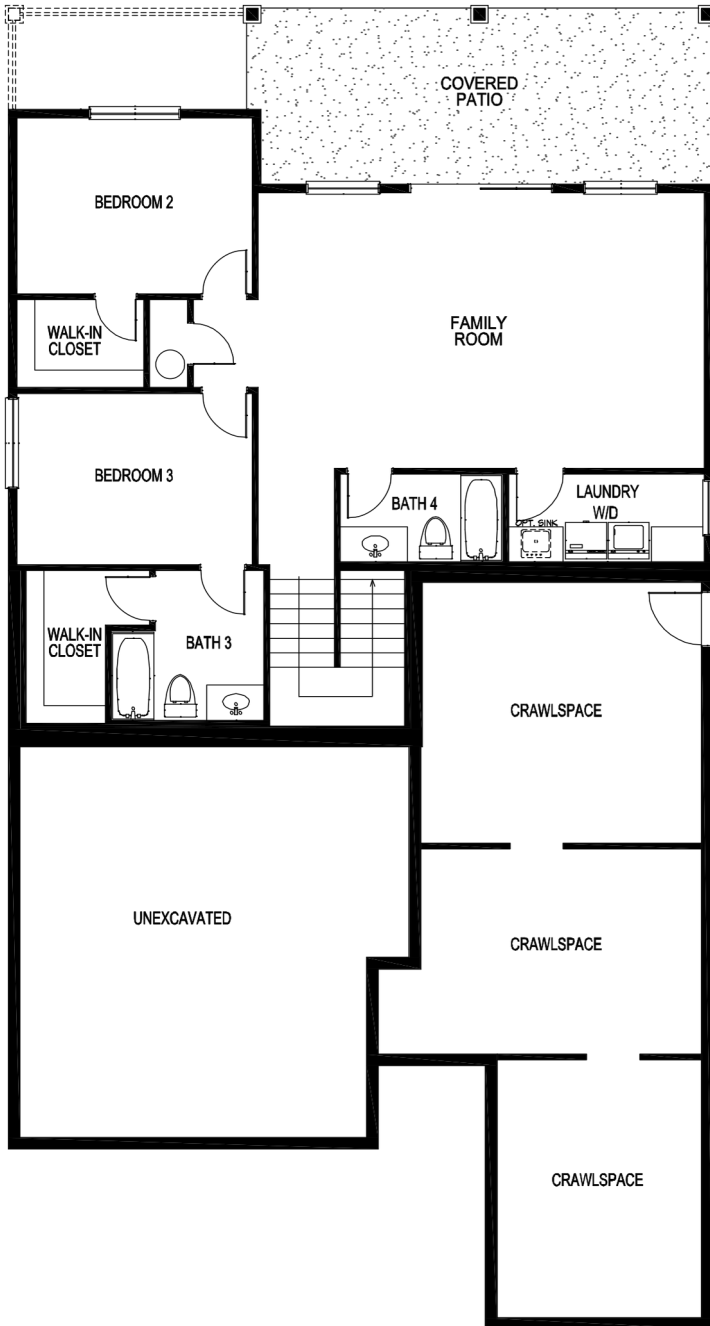 COVERED
PATIO
BEDROOM 2
FAMILY
ROOM
WALK-IN
CLOSET
BEDROOM 3
BATH 4
LAUNDRY
W/D
OPT. SINK
WALK-IN
CLOSET
BATH 3
CRAWLSPACE
UNEXCAVATED
CRAWLSPACE
CRAWLSPACE